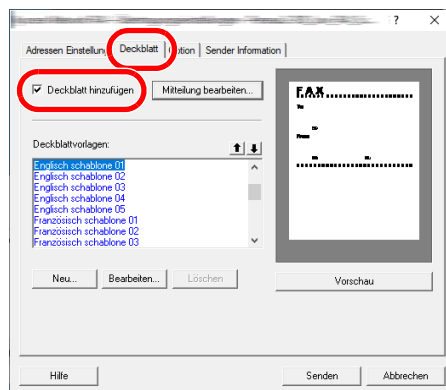 ? X
Adressen Einstellung Deckblatt Option Sender Information
Deckblatt hinzufügen Mitteilung bearbeiten...
Deckblattvorlagen:
Englisch schablone 01
Englisch schablone 02
Englisch schablone 03
Englisch schablone 04
Englisch schablone 05
Französisch schablone 01
Französisch schablone 02
Französisch schablone 03
Neu... Bearbeiten... Löschen
FAX
To
From
Vorschau
Hilfe Senden Abbrechen